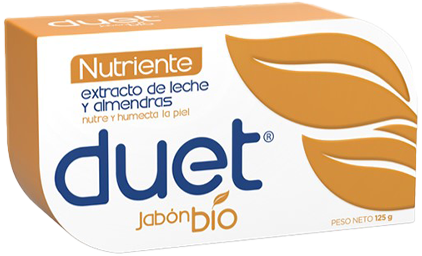 Nutriente
extracto de leche
y almendras
nutre y humecta la piel
duet®
Jabón bio
PESO NETO 125 g